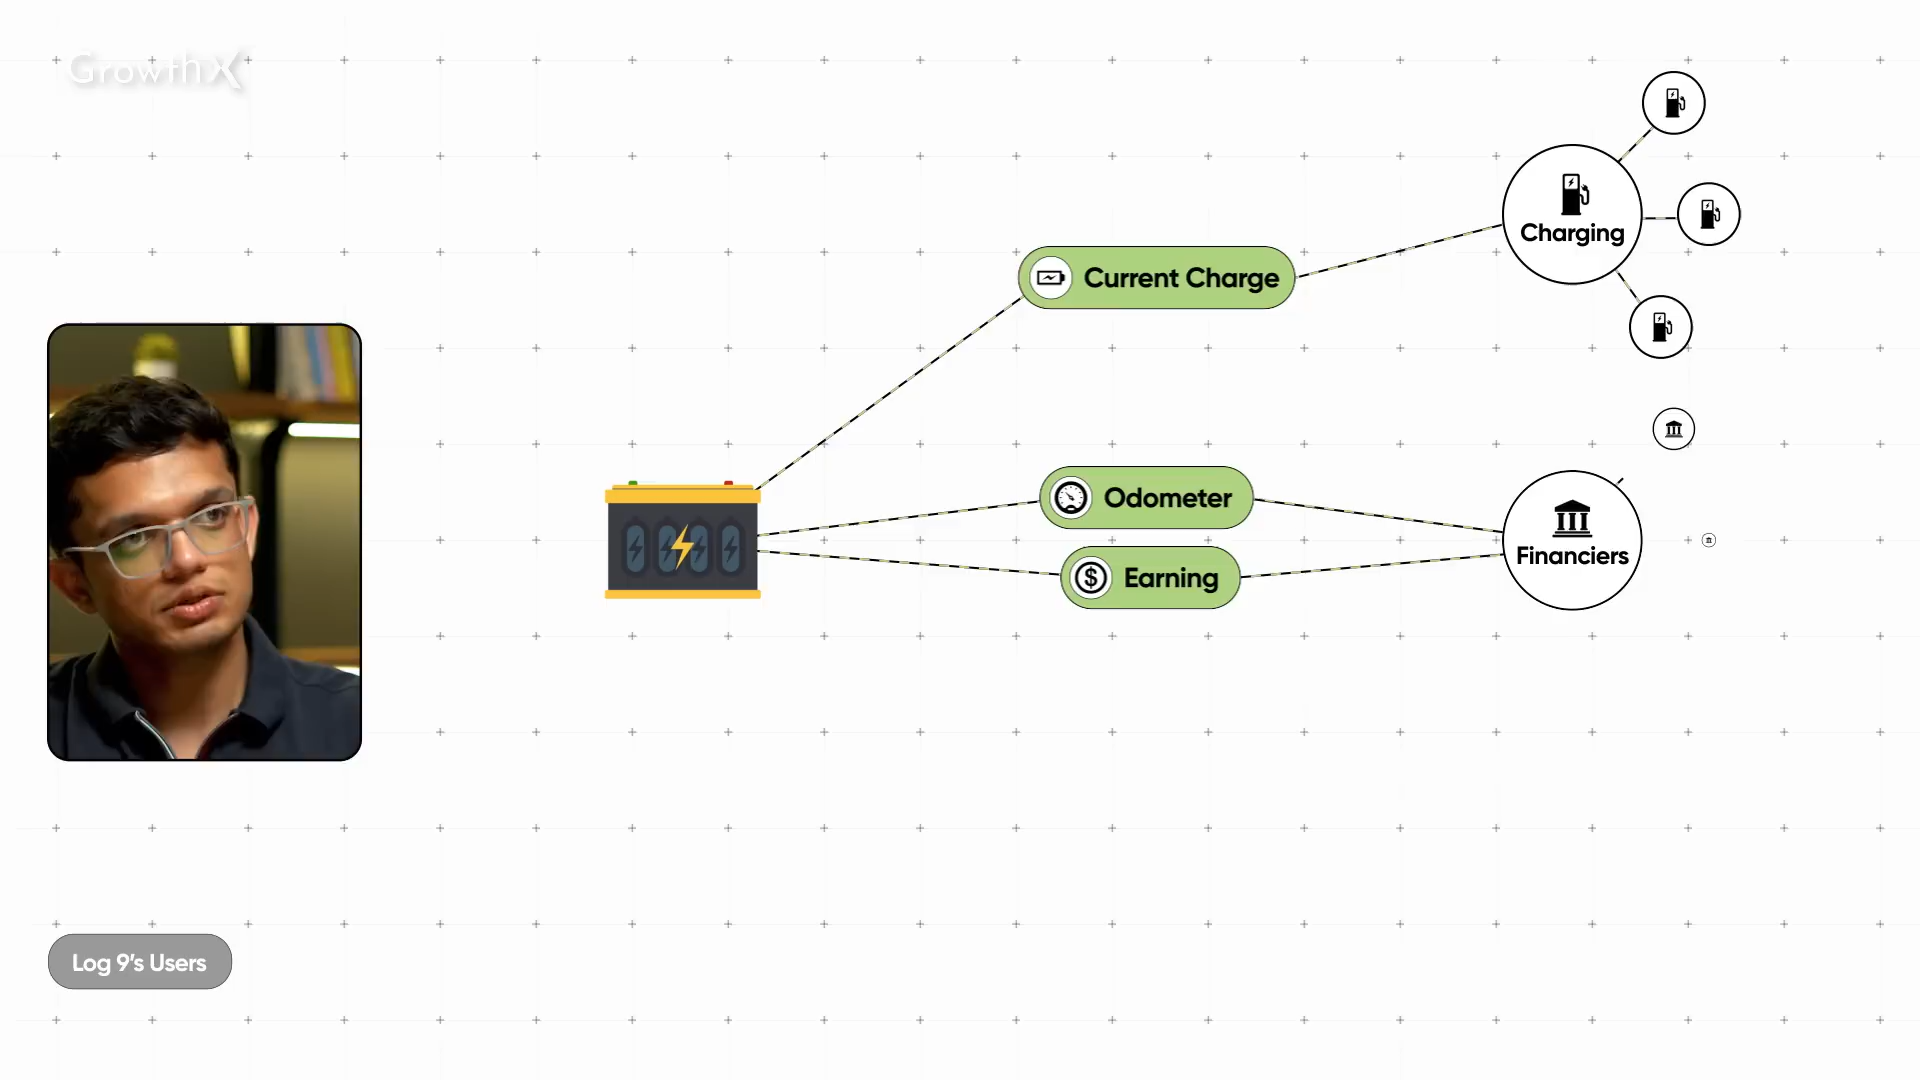 GrowthX
Charging
Current Charge
Odometer
Financiers
Earning
Log 9's Users